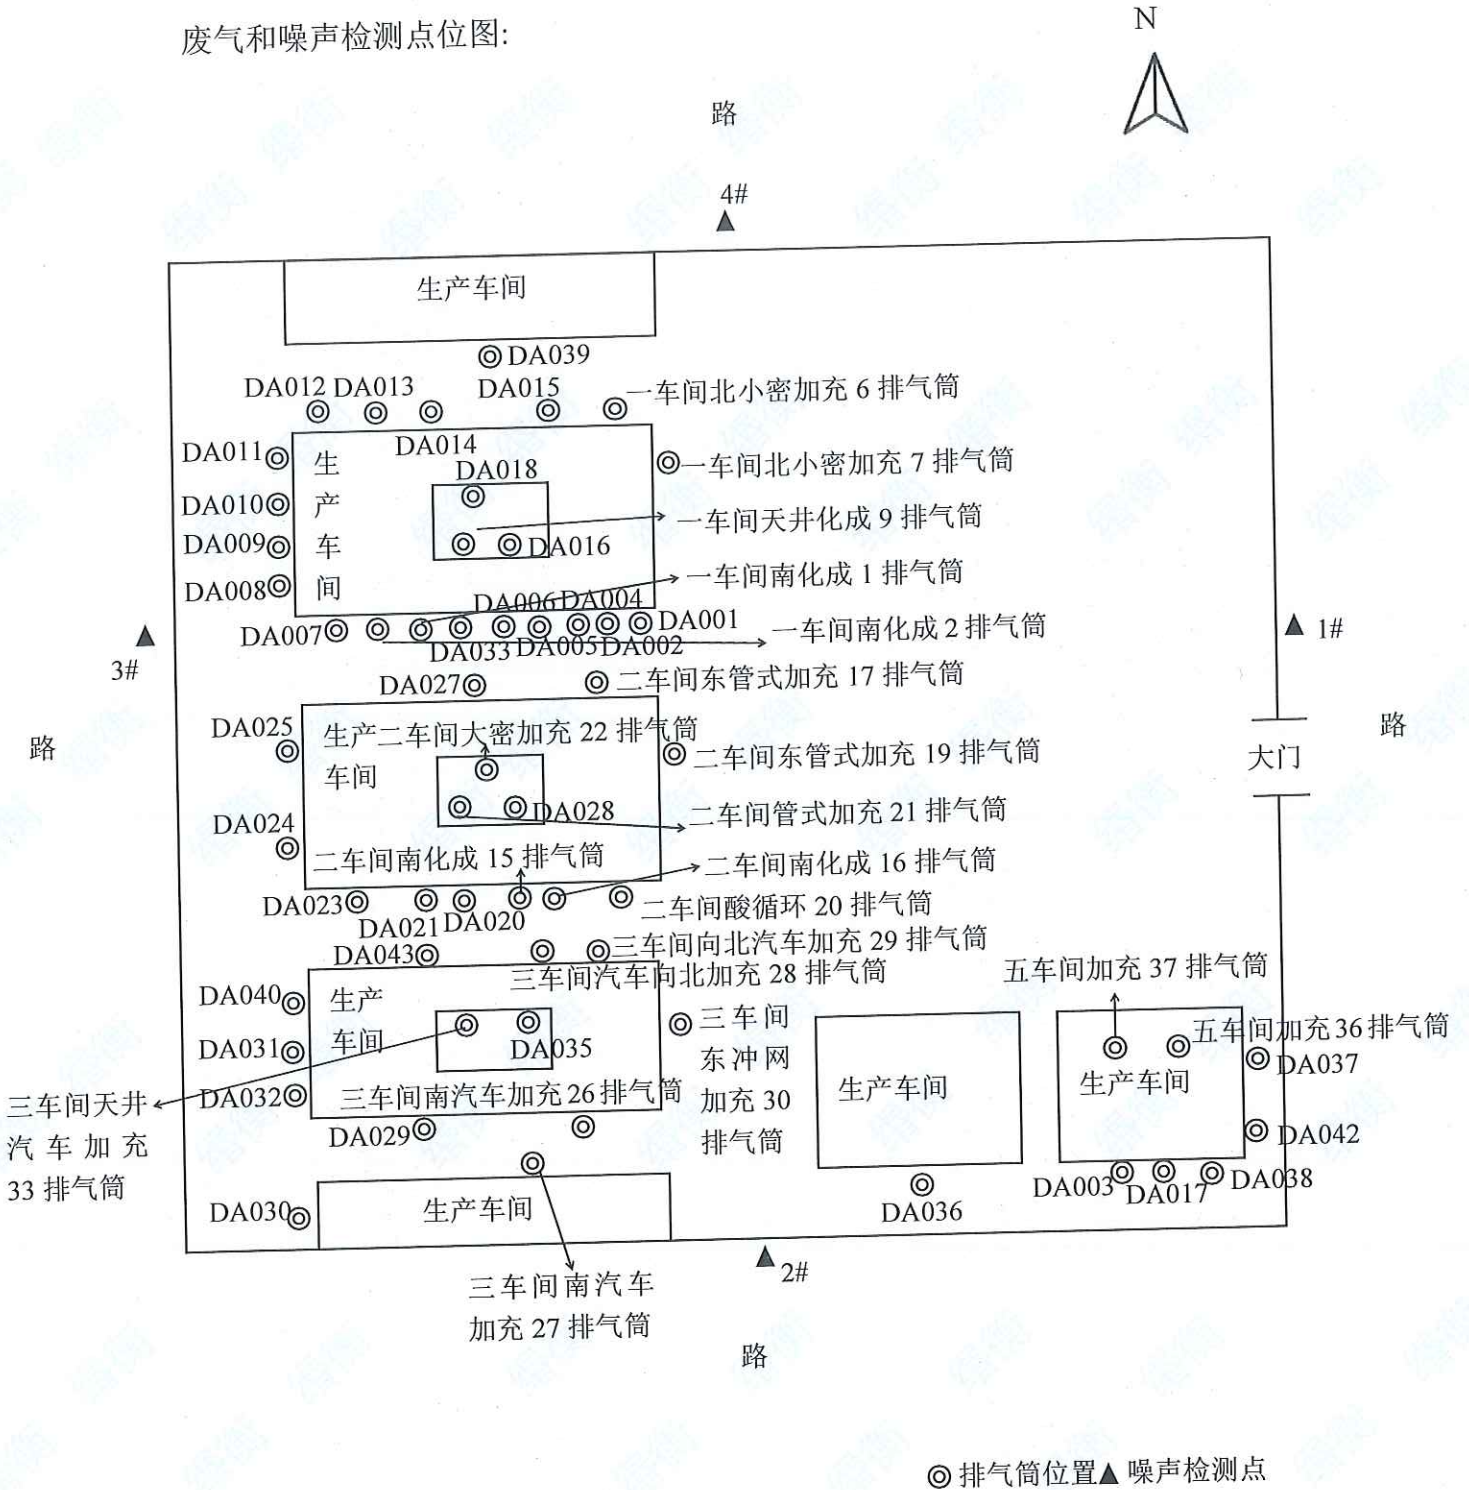 废气和噪声检测点位图:
N
路
4#
生产车间
DA039
DA012 DA013
DA015
一车间北小密加充 6 排气筒
DA014
DA011
生
产
车
间
DA018
一车间北小密加充 7 排气筒
DA010
一车间天井化成 9 排气筒
DA009
DA016
DA008
一车间南化成 1 排气筒
DA006 DA004
DA007
DA001
一车间南化成 2 排气筒
DA033 DA005 DA002
3#
1#
DA027
二车间东管式加充 17 排气筒
DA025
生产二车间大密加充 22 排气筒
车间
二车间东管式加充 19 排气筒
路
路
大门
DA028
二车间管式加充 21 排气筒
DA024
二车间南化成 15 排气筒
二车间南化成 16 排气筒
DA023
DA021 DA020
二车间酸循环 20 排气筒
DA043
三车间向北汽车加充 29 排气筒
三车间汽车向北加充 28 排气筒
五车间加充 37 排气筒
DA040
生产
车间
三车间
东冲网
加充 30
排气筒
五车间加充 36 排气筒
DA031
DA035
DA037
生产车间
生产车间
DA032
三车间南汽车加充 26 排气筒
三车间天井
汽车加充
33 排气筒
DA029
DA042
DA003 DA017 DA038
DA030
生产车间
DA036
2#
三车间南汽车
加充 27 排气筒
路
排气筒位置 噪声检测点
缙衡